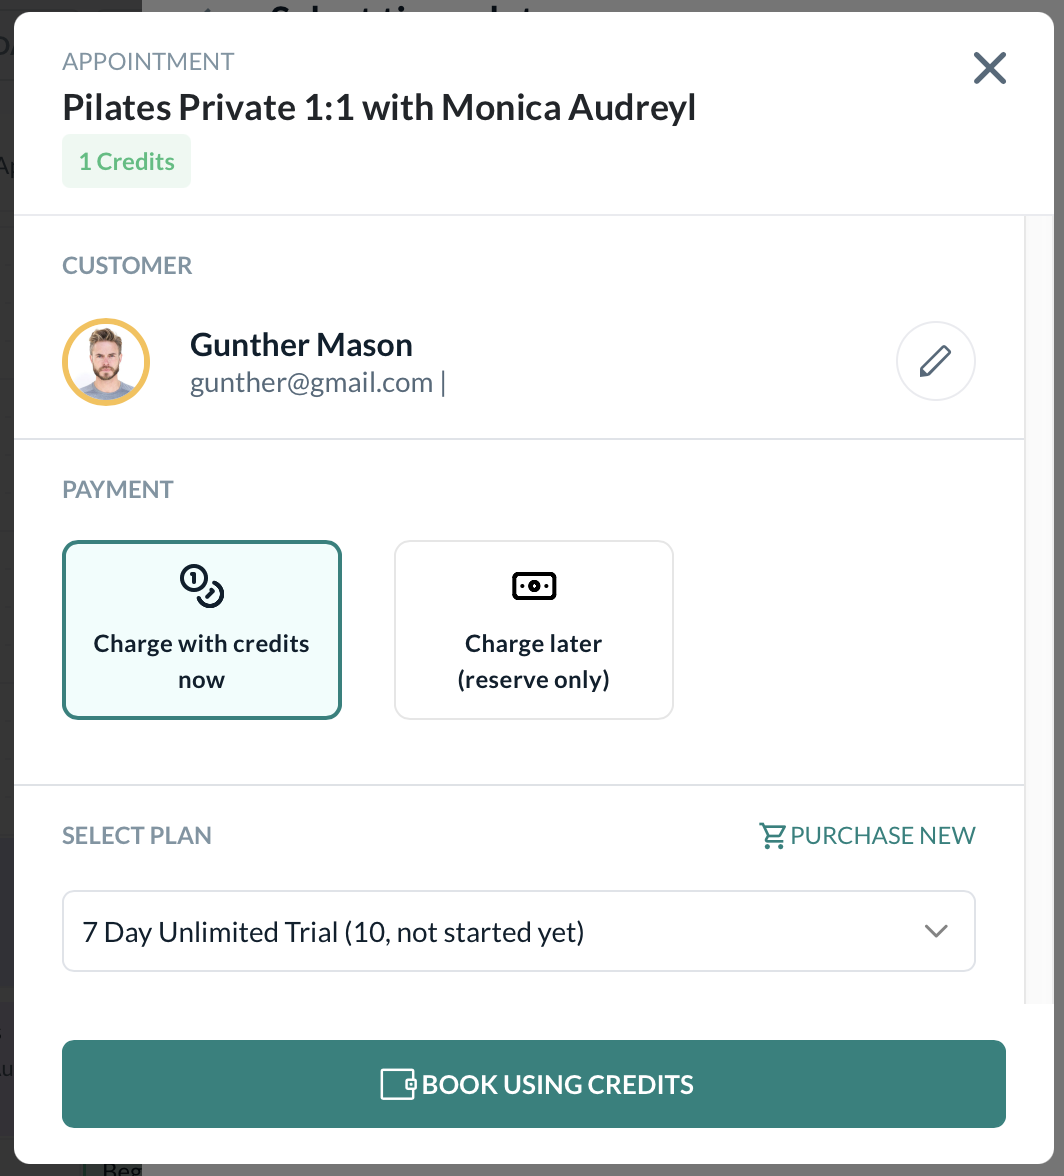 APPOINTMENT
Pilates Private 1:1 with Monica Audreyl
1 Credits
CUSTOMER
Gunther Mason
gunther@gmail.com |
PAYMENT
Charge with credits
now
Charge later
(reserve only)
SELECT PLAN
PURCHASE NEW
7 Day Unlimited Trial (10, not started yet)
BOOK USING CREDITS